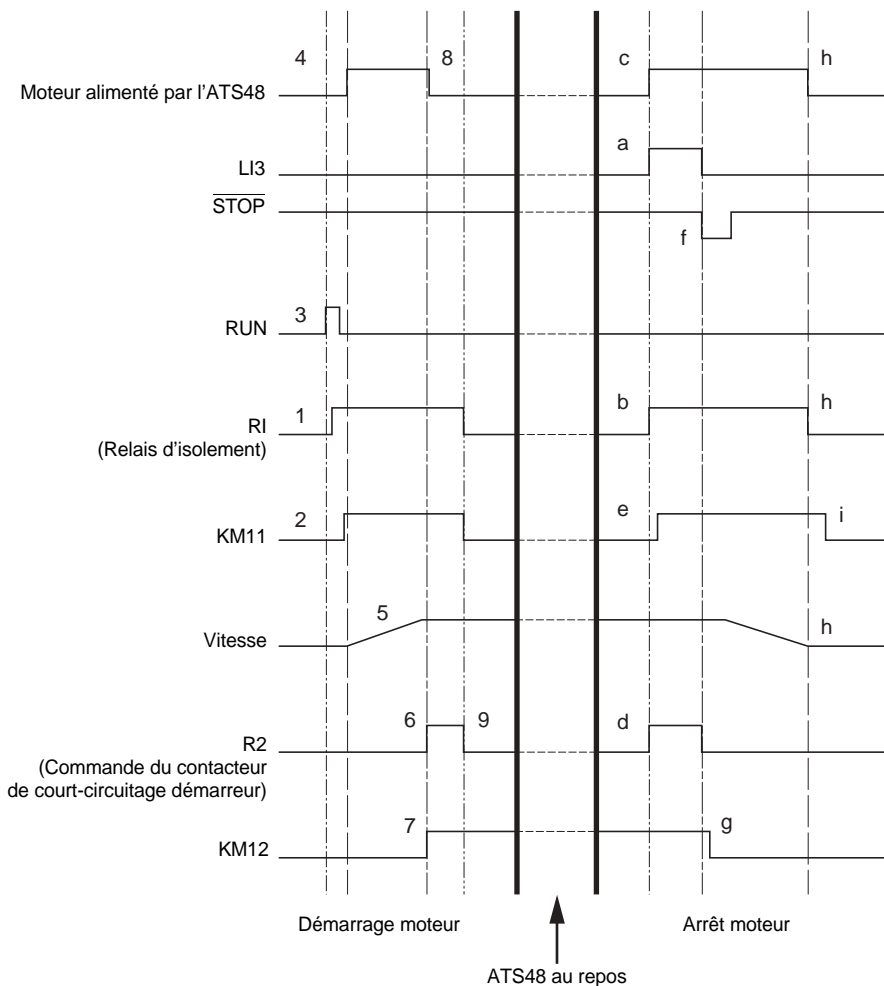 4 8 c h
Moteur alimenté par l'ATS48
a
LI3
STOP
f
3
RUN
1 b h
RI
(Relais d'isolement)
2 e i
KM11
5
Vitesse h
6 9 d
R2
(Commande du contacteur
de court-circuitage démarreur)
7 g
KM12
Démarrage moteur Arrêt moteur
ATS48 au repos